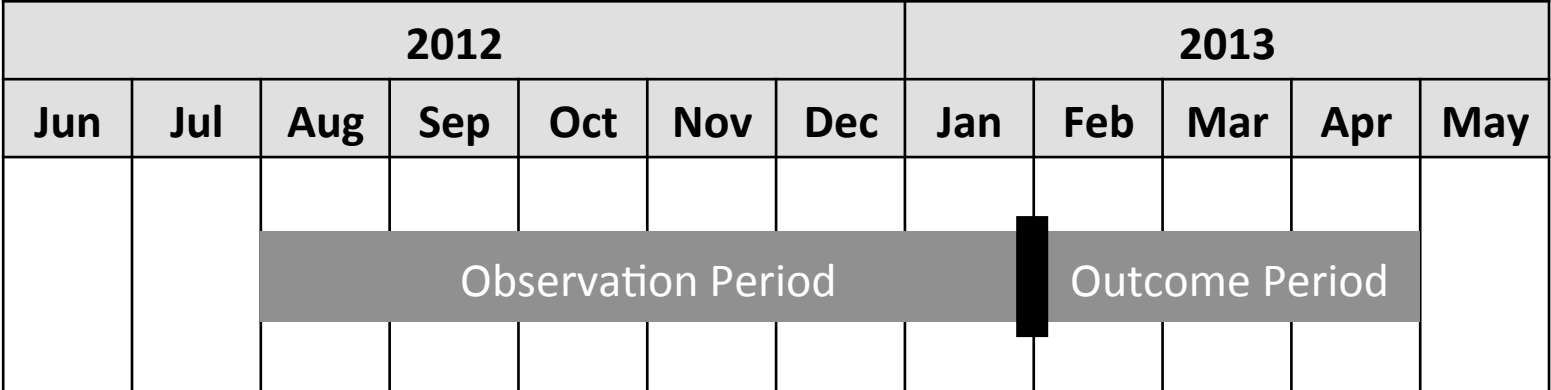 2012 2013
Jun Jul Aug Sep Oct Nov Dec Jan Feb Mar Apr May
Observation Period Outcome Period